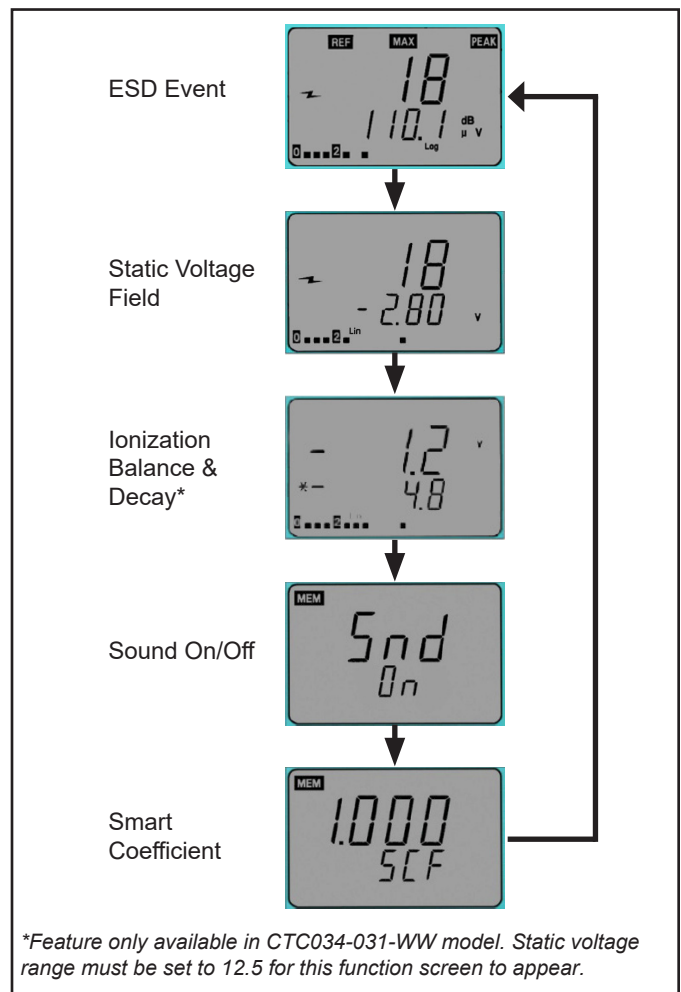 ESD Event
REF MAX PEAK
18
110.1 dB
µ V
Log
0 2
Static Voltage
Field
18
- 2.80 v
Lin
0 2
Ionization
Balance &
Decay*
- 1.2 v
*- 4.8
0 2
Sound On/Off
MEM
Snd
On
Smart
Coefficient
MEM
1.000
SCF
*Feature only available in CTC034-031-WW model. Static voltage
range must be set to 12.5 for this function screen to appear.